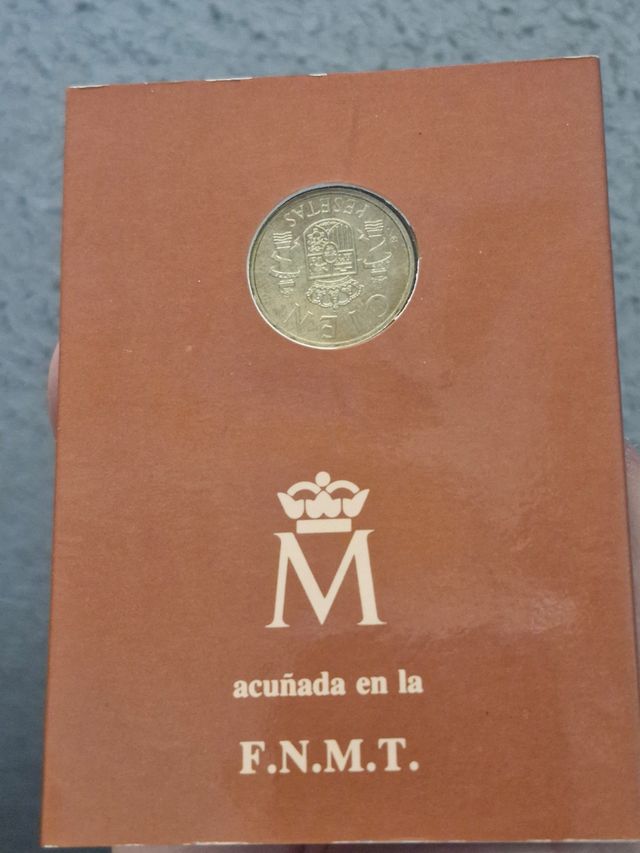 PESETAS
CIEN
M
acuñada en la
F.N.M.T.